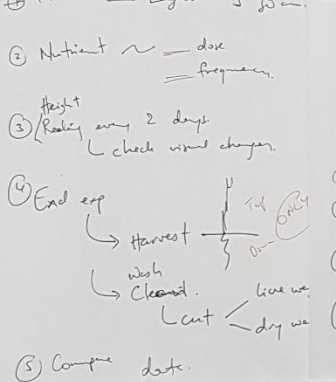 ② Nutrient ~ = dose
= frequency.
Height
③ (Reading every 2 days.
check visual changes.
④ End exp
Harvest
Top
ONLY
Down
Wash
Cleaned.
cut
live we
dry we
⑤ Compare data.